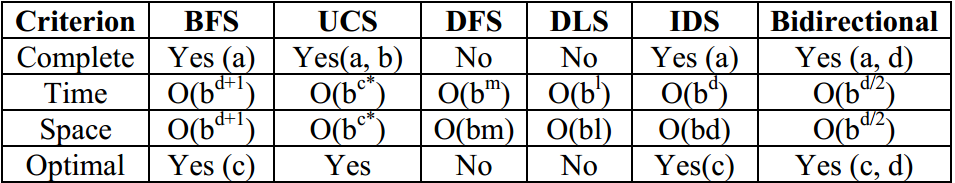 Criterion BFS UCS DFS DLS IDS Bidirectional
Complete Yes (a) Yes(a, b) No No Yes (a) Yes (a, d)
Time O(b^d+1) O(b^c*) O(b^m) O(b^l) O(b^d) O(b^d/2)
Space O(b^d+1) O(b^c*) O(bm) O(bl) O(bd) O(b^d/2)
Optimal Yes (c) Yes No No Yes(c) Yes (c, d)